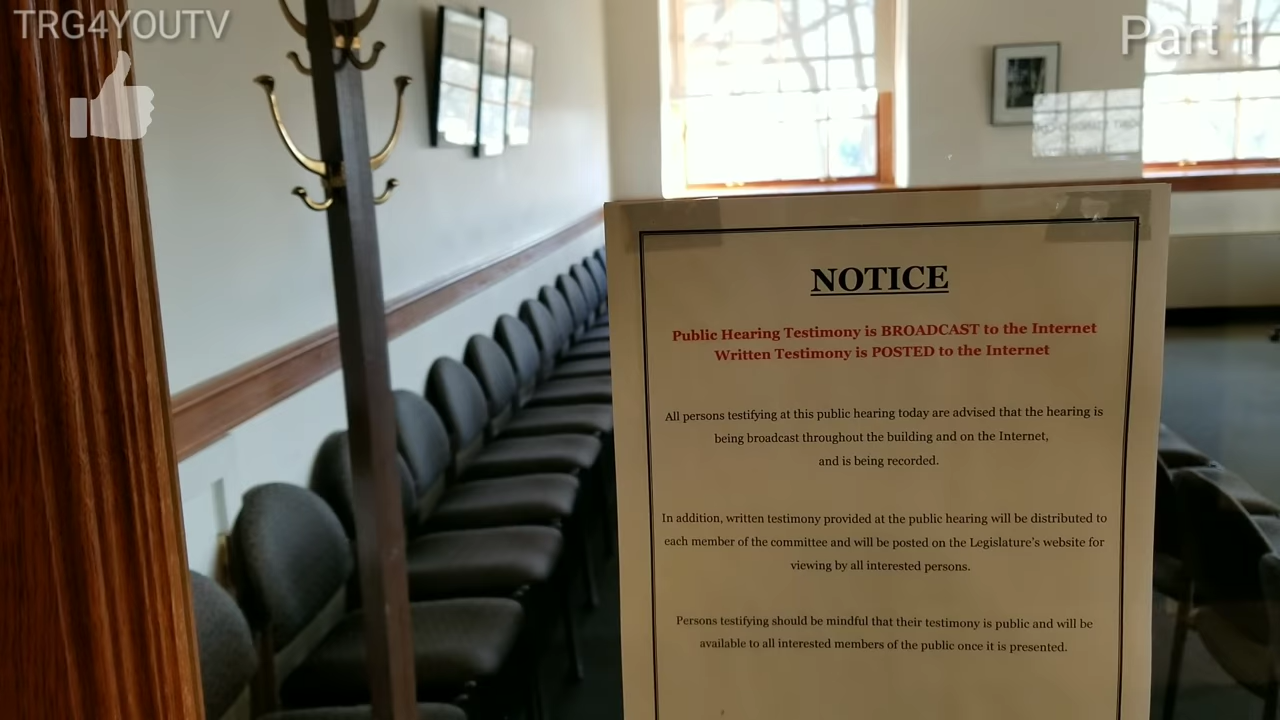 TRG4YOUTV
Part 1
NOTICE
Public Hearing Testimony is BROADCAST to the Internet
Written Testimony is POSTED to the Internet
All persons testifying at this public hearing today are advised that the hearing is
being broadcast throughout the building and on the Internet,
and is being recorded.
In addition, written testimony provided at the public hearing will be distributed to
each member of the committee and will be posted on the Legislature's website for
viewing by all interested persons.
Persons testifying should be mindful that their testimony is public and will be
available to all interested members of the public once it is presented.